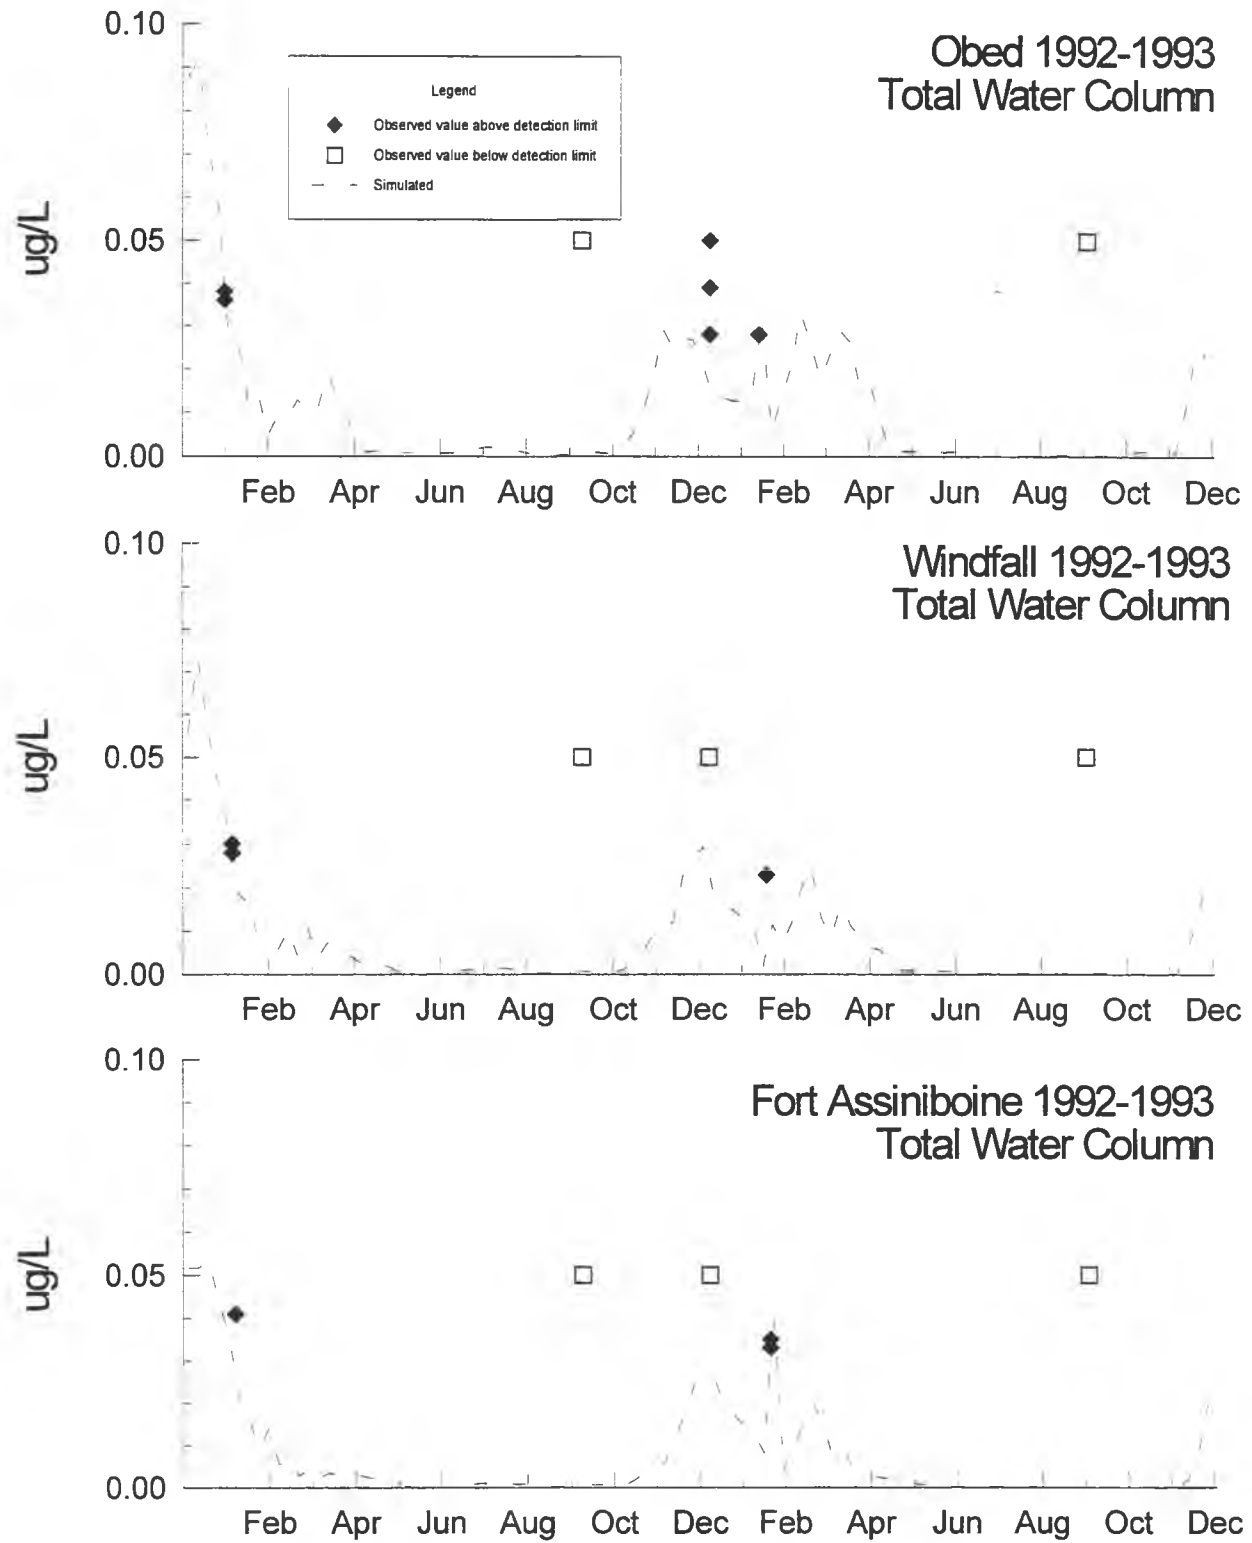 Obed 1992-1993
Total Water Column
Legend
Observed value above detection limit
Observed value below detection limit
Simulated
ug/L
0.10
0.05
0.00
Feb Apr Jun Aug Oct Dec Feb Apr Jun Aug Oct Dec
Windfall 1992-1993
Total Water Column
ug/L
0.10
0.05
0.00
Feb Apr Jun Aug Oct Dec Feb Apr Jun Aug Oct Dec
Fort Assiniboine 1992-1993
Total Water Column
ug/L
0.10
0.05
0.00
Feb Apr Jun Aug Oct Dec Feb Apr Jun Aug Oct Dec